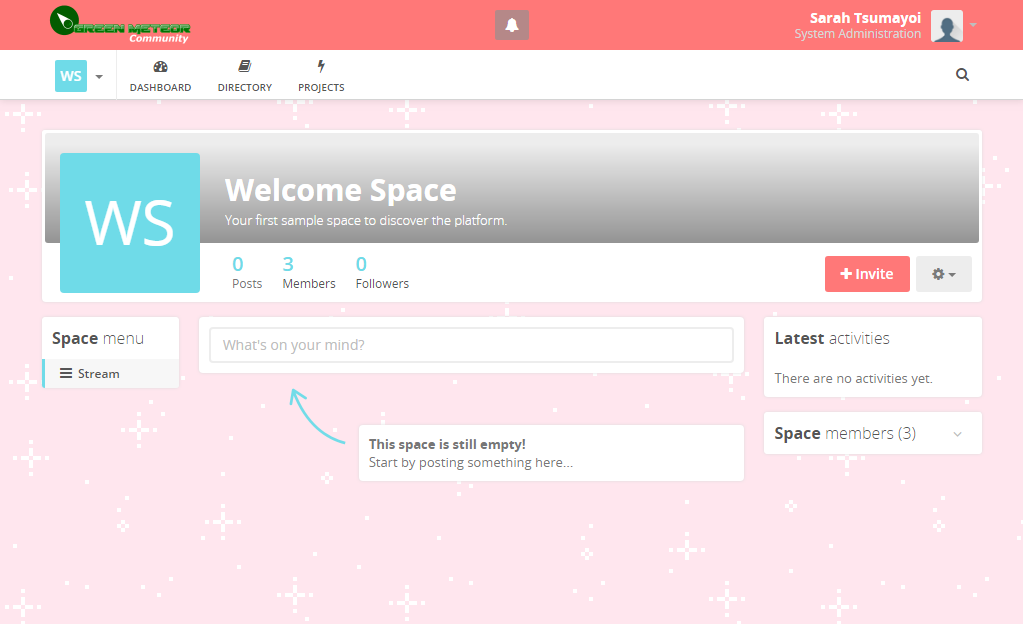 GREEN METEOR
Community
Sarah Tsumayoi
System Administration
WS
DASHBOARD
DIRECTORY
PROJECTS
WS
Welcome Space
Your first sample space to discover the platform.
0
Posts
3
Members
0
Followers
Invite
Space menu
Stream
What's on your mind?
This space is still empty!
Start by posting something here...
Latest activities
There are no activities yet.
Space members (3)